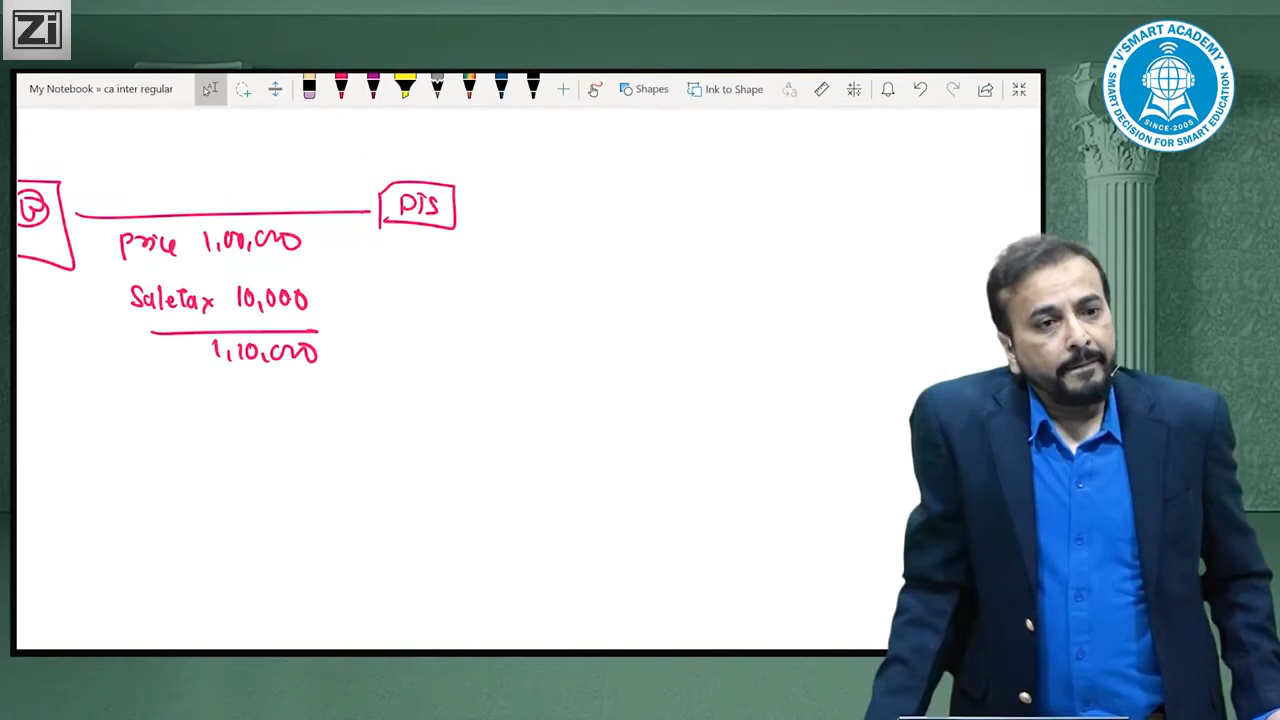 Zi
My Notebook » ca inter regular
Shapes
Ink to Shape
V'SMART ACADEMY
SINCE-2005
SMART DECISION FOR SMART EDUCATION
DIS
Price 1,00,000
SaleTax 10,000
1,10,000